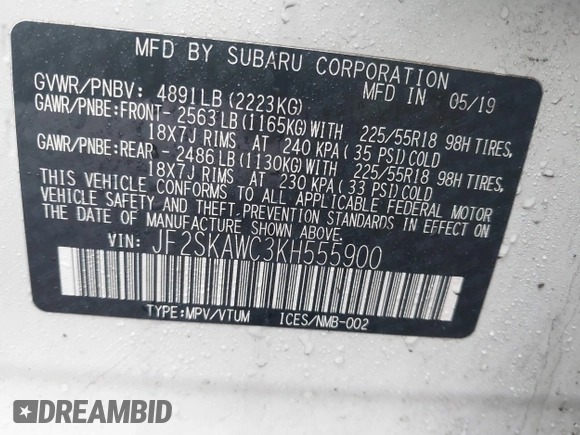 MFD BY SUBARU CORPORATION
GVWR/PNBV: 4891LB(2223KG) MFD IN 05/19
GAWR/PNBE:FRONT-2563LB(1165KG)WITH 225/55R18 98H TIRES,
18X7J RIMS AT 240 KPA(35 PSI)COLD
GAWR/PNBE:REAR -2486LB(1130KG)WITH 225/55R18 98H TIRES,
18X7J RIMS AT 230 KPA(33 PSI)COLD
THIS VEHICLE CONFORMS TO ALL APPLICABLE FEDERAL MOTOR
VEHICLE SAFETY AND THEFT PREVENTION STANDARDS IN EFFECT ON
THE DATE OF MANUFACTURE SHOWN ABOVE.
VIN: JF2SKAWC3KH555900
TYPE:MPV/VTUM ICES/NMB-002
DREAMBID